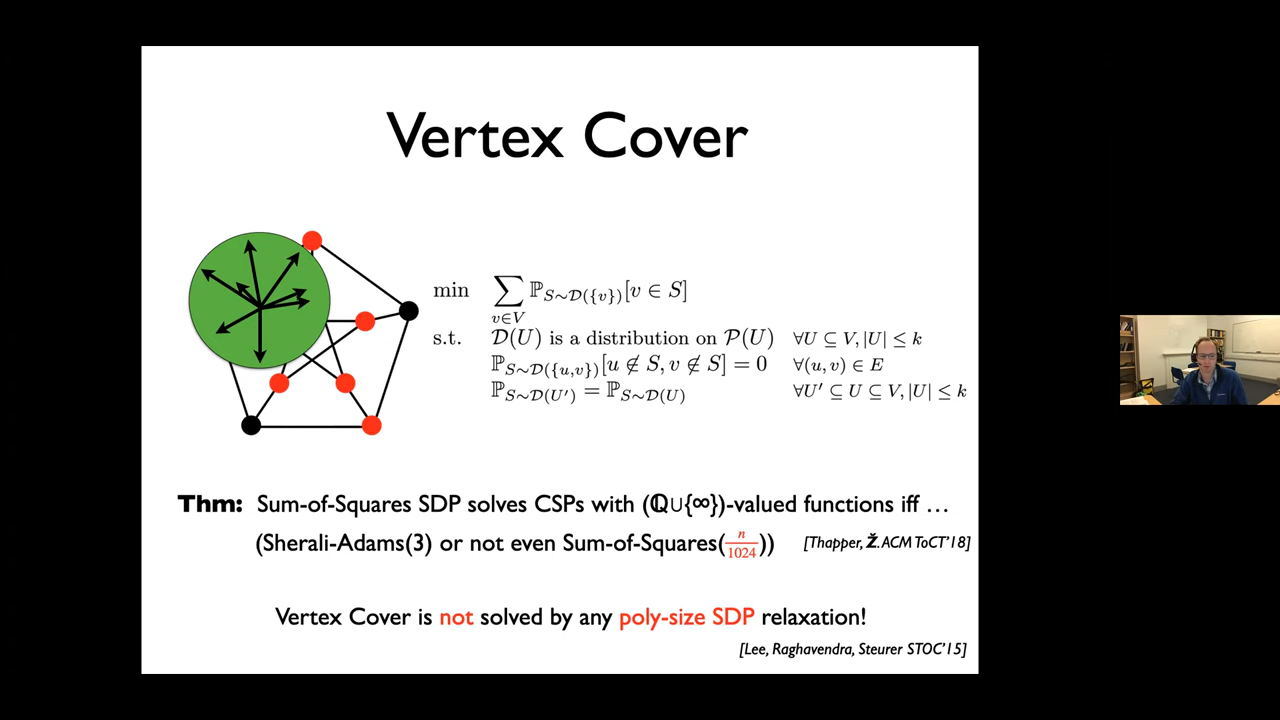 Vertex Cover
min ∑_{v∈V} ℙ_{S∼𝒟({v})}[v ∈ S]
s.t. 𝒟(U) is a distribution on 𝒫(U) ∀U ⊆ V, |U| ≤ k
ℙ_{S∼𝒟({u,v})}[u ∉ S, v ∉ S] = 0 ∀(u, v) ∈ E
ℙ_{S∼𝒟(U′)} = ℙ_{S∼𝒟(U)} ∀U′ ⊆ U ⊆ V, |U| ≤ k
Thm: Sum-of-Squares SDP solves CSPs with (ℚ∪{∞})-valued functions iff …
(Sherali-Adams(3) or not even Sum-of-Squares(n/1024)) [Thapper, Ž. ACM ToCT'18]
Vertex Cover is not solved by any poly-size SDP relaxation!
[Lee, Raghavendra, Steurer STOC'15]